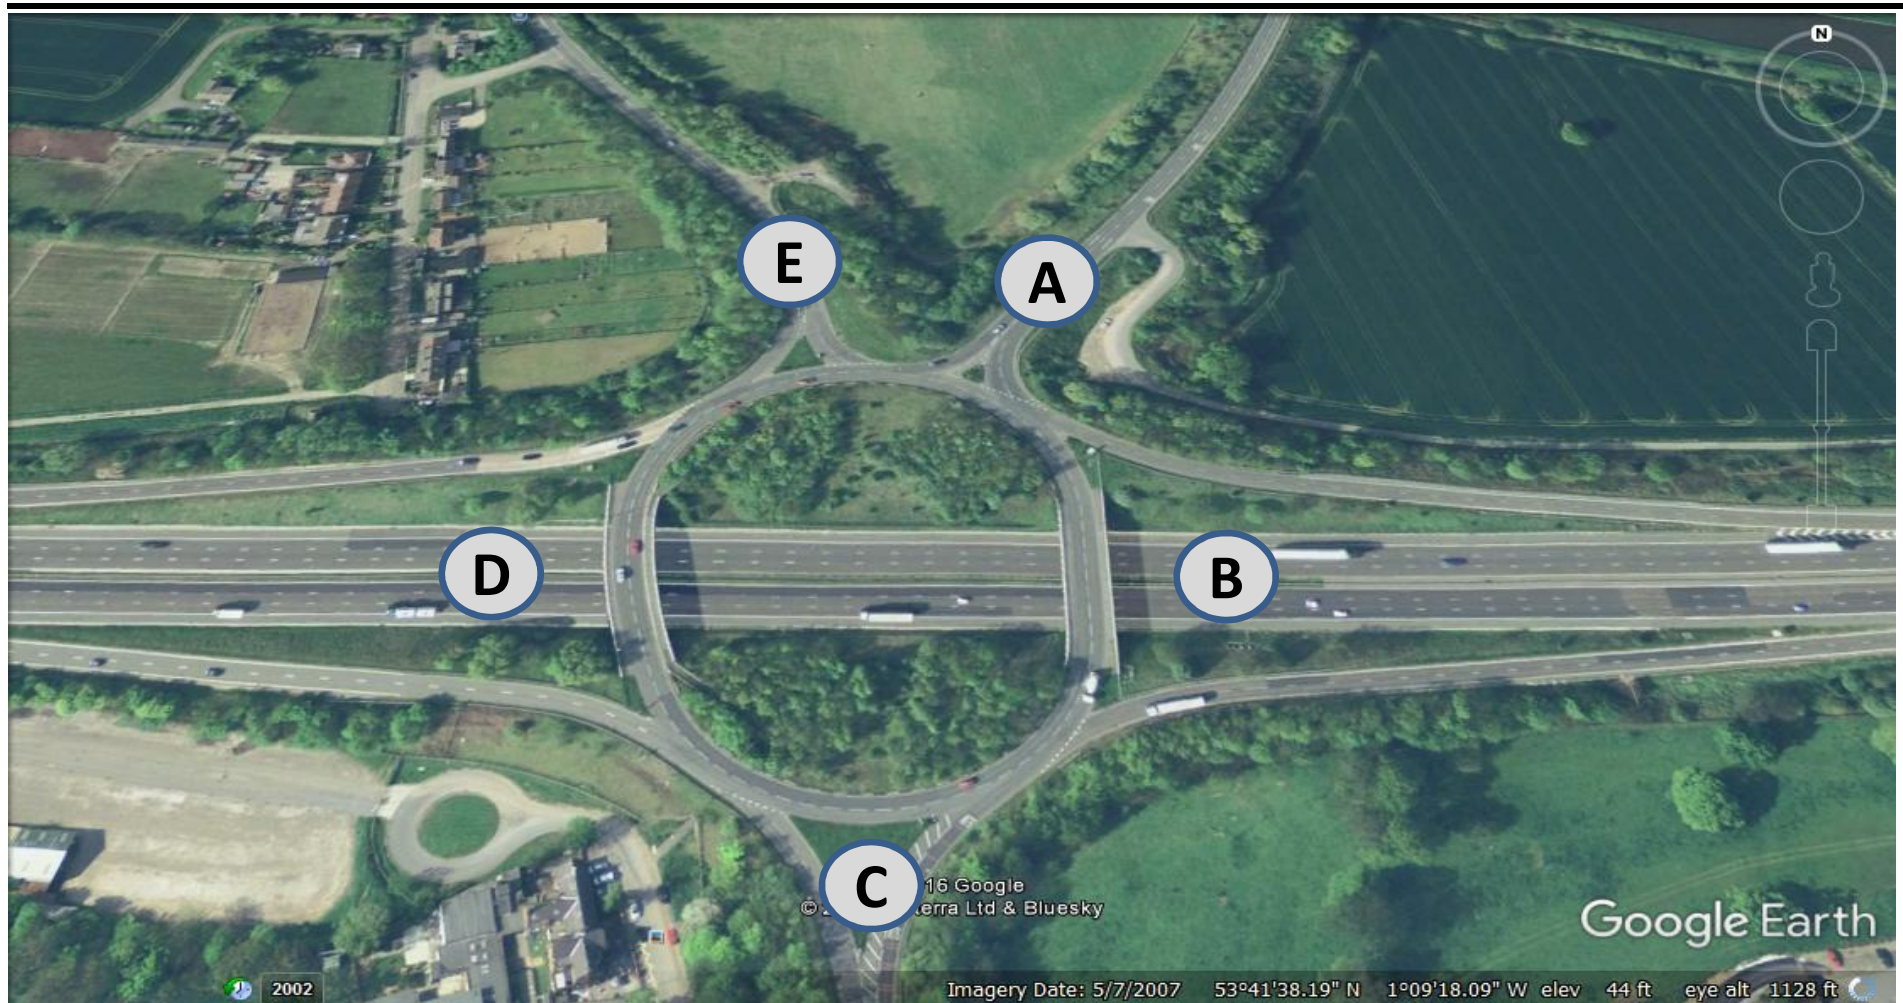 N
E
A
D
B
C
16 Google
© 2 erra Ltd & Bluesky
Google Earth
2002
Imagery Date: 5/7/2007 53°41'38.19" N 1°09'18.09" W elev 44 ft eye alt 1128 ft